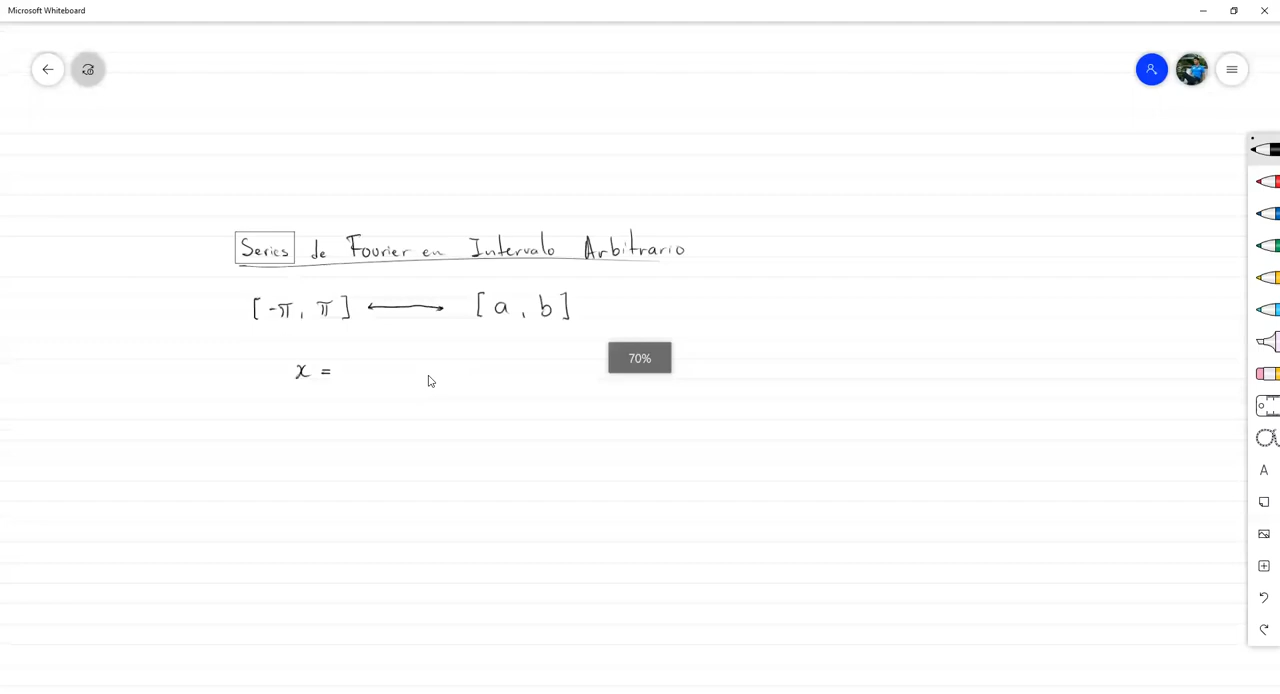 Microsoft Whiteboard
Series de Fourier en Intervalo Arbitrario
[-π, π] ⟷ [a, b]
70%
x =
A